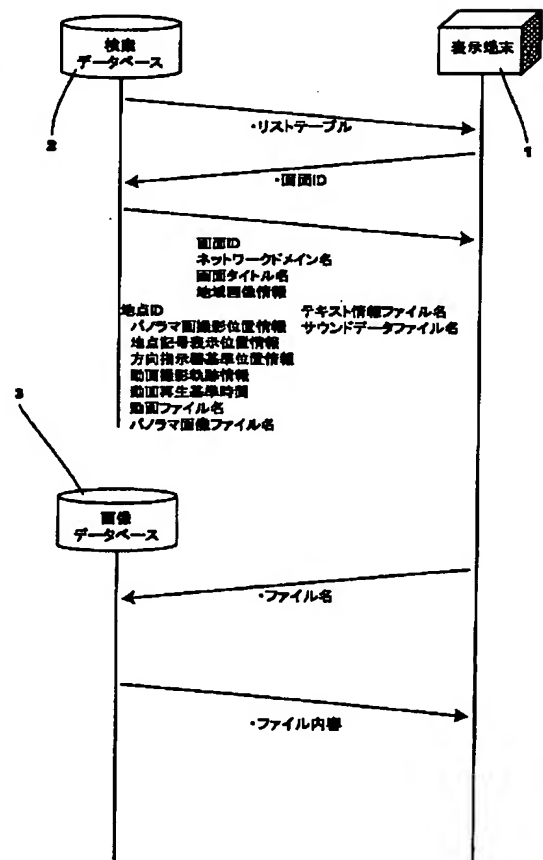 検索
データベース
表示端末
2
1
・リストテーブル
・画面ID
画面ID
ネットワークドメイン名
画面タイトル名
地域画像情報
地点ID
パノラマ画撮影位置情報
地点記号表示位置情報
方向指示器基準位置情報
動画撮影軌跡情報
動画再生基準時間
動画ファイル名
パノラマ画像ファイル名
テキスト情報ファイル名
サウンドデータファイル名
3
画像
データベース
・ファイル名
・ファイル内容